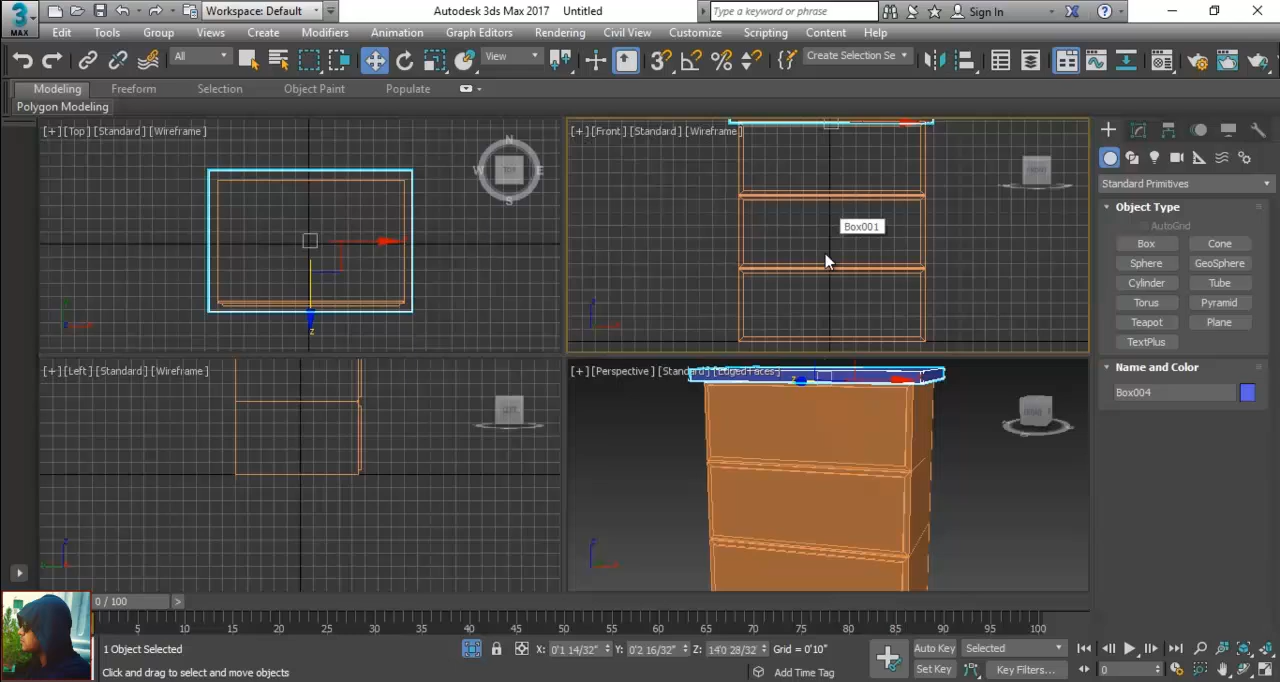 3
MAX
Workspace: Default
Autodesk 3ds Max 2017 Untitled
Type a keyword or phrase
Sign In
Edit Tools Group Views Create Modifiers Animation Graph Editors Rendering Civil View Customize Scripting Content Help
All
View
Create Selection Se
Modeling Freeform Selection Object Paint Populate
Polygon Modeling
[+] [Top] [Standard] [Wireframe]
N
W
E
S
TOP
z
[+] [Front] [Standard] [Wireframe]
FRONT
Box001
[+] [Left] [Standard] [Wireframe]
LEFT
[+] [Perspective] [Standard] [Edged Faces]
z
FRONT
Standard Primitives
Object Type
AutoGrid
Box Cone
Sphere GeoSphere
Cylinder Tube
Torus Pyramid
Teapot Plane
TextPlus
Name and Color
Box004
0 / 100
5 10 15 20 25 30 35 40 45 50 55 60 65 70 75 80 85 90 95 100
1 Object Selected
X: 0'1 14/32" Y: 0'2 16/32" Z: 14'0 28/32" Grid = 0'10"
Auto Key Selected
Click and drag to select and move objects
Add Time Tag
Set Key Key Filters...
0